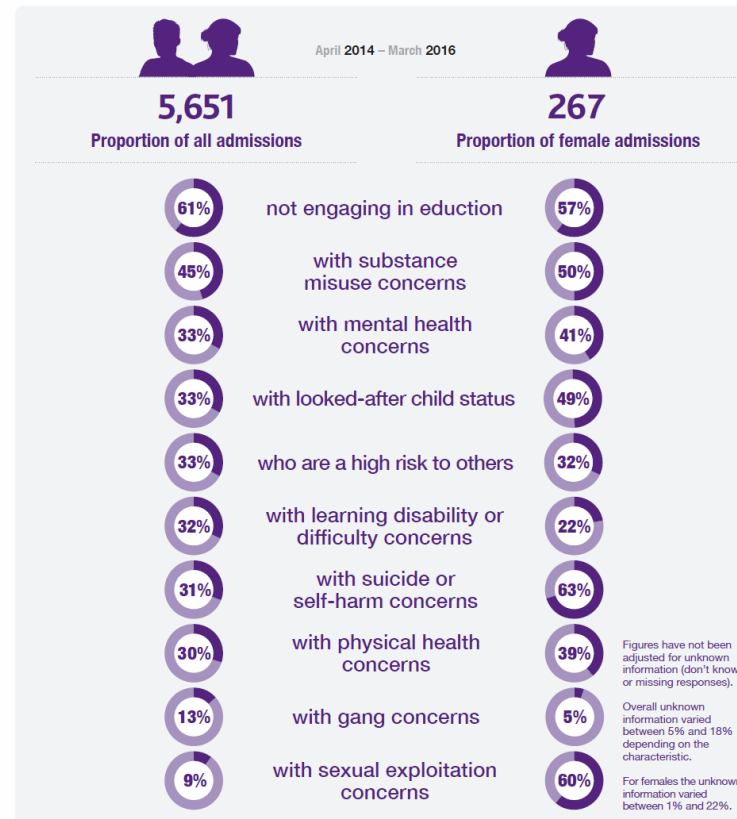 April 2014 – March 2016
5,651
Proportion of all admissions
267
Proportion of female admissions
61%
not engaging in eduction
57%
45%
with substance
misuse concerns
50%
33%
with mental health
concerns
41%
33%
with looked-after child status
49%
33%
who are a high risk to others
32%
32%
with learning disability or
difficulty concerns
22%
31%
with suicide or
self-harm concerns
63%
30%
with physical health
concerns
39%
13%
with gang concerns
5%
9%
with sexual exploitation
concerns
60%
Figures have not been
adjusted for unknown
information (don't know
or missing responses).
Overall unknown
information varied
between 5% and 18%
depending on the
characteristic.
For females the unknown
information varied
between 1% and 22%.